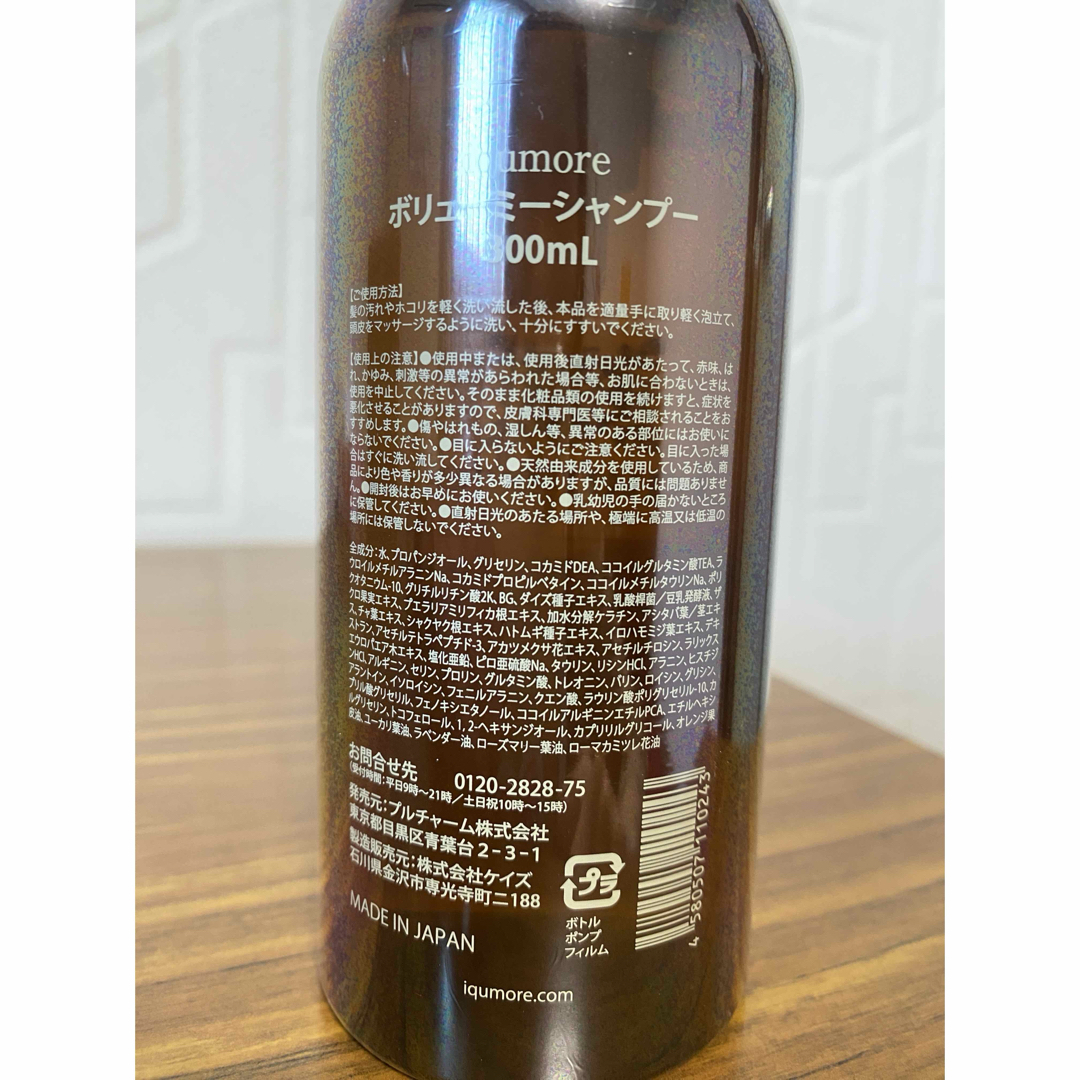 iqumore
ボリエーミーシャンプー
300mL
【ご使用方法】
髪の汚れやホコリを軽く洗い流した後、本品を適量手に取り軽く泡立て、
頭皮をマッサージするように洗い、十分にすすいでください。
【使用上の注意】●使用中または、使用後直射日光があたって、赤味、は
れ、かゆみ、刺激等の異常があらわれた場合等、お肌に合わないときは、
使用を中止してください。そのまま化粧品類の使用を続けますと、症状を
悪化させることがありますので、皮膚科専門医等にご相談されることをお
すすめします。●傷やはれもの、湿しん等、異常のある部位にはお使いに
ならないでください。●目に入らないようにご注意ください。目に入った場
合はすぐに洗い流してください。●天然由来成分を使用しているため、商
品により色や香りが多少異なる場合がありますが、品質には問題ありませ
ん。●開封後はお早めにお使いください。●乳幼児の手の届かないところ
に保管してください。●直射日光のあたる場所や、極端に高温又は低温の
場所には保管しないでください。
全成分:水、プロパンジオール、グリセリン、コカミドDEA、ココイルグルタミン酸TEA、ラ
ウロイルメチルアラニンNa、コカミドプロピルベタイン、ココイルメチルタウリンNa、ポリ
クオタニウム-10、グリチルリチン酸2K、BG、ダイズ種子エキス、乳酸桿菌/豆乳発酵液、ザ
クロ果実エキス、プエラリアミリフィカ根エキス、加水分解ケラチン、アシタバ葉/茎エキ
ス、チャ葉エキス、シャクヤク根エキス、ハトムギ種子エキス、イロハモミジ葉エキス、デキ
ストラン、アセチルテトラペプチド-3、アカツメクサ花エキス、アセチルチロシン、ラリックス
エウロパエア木エキス、塩化亜鉛、ピロ亜硫酸Na、タウリン、リシンHCl、アラニン、ヒスチジ
ンHCl、アルギニン、セリン、プロリン、グルタミン酸、トレオニン、バリン、ロイシン、グリシン、
アラントイン、イソロイシン、フェニルアラニン、クエン酸、ラウリン酸ポリグリセリル-10、カ
プリル酸グリセリル、フェノキシエタノール、ココイルアルギニンエチルPCA、エチルヘキシ
ルグリセリン、トコフェロール、1,2-ヘキサンジオール、カプリリルグリコール、オレンジ果
皮油、ユーカリ葉油、ラベンダー油、ローズマリー葉油、ローマカミツレ花油
お問合せ先 0120-2828-75
(受付時間:平日9時〜21時/土日祝10時〜15時)
発売元:プルチャーム株式会社
東京都目黒区青葉台2-3-1
製造販売元:株式会社ケイズ
石川県金沢市専光寺町ニ188
MADE IN JAPAN
プラ
ボトル
ポンプ
フィルム
4 580507 110243
iqumore.com